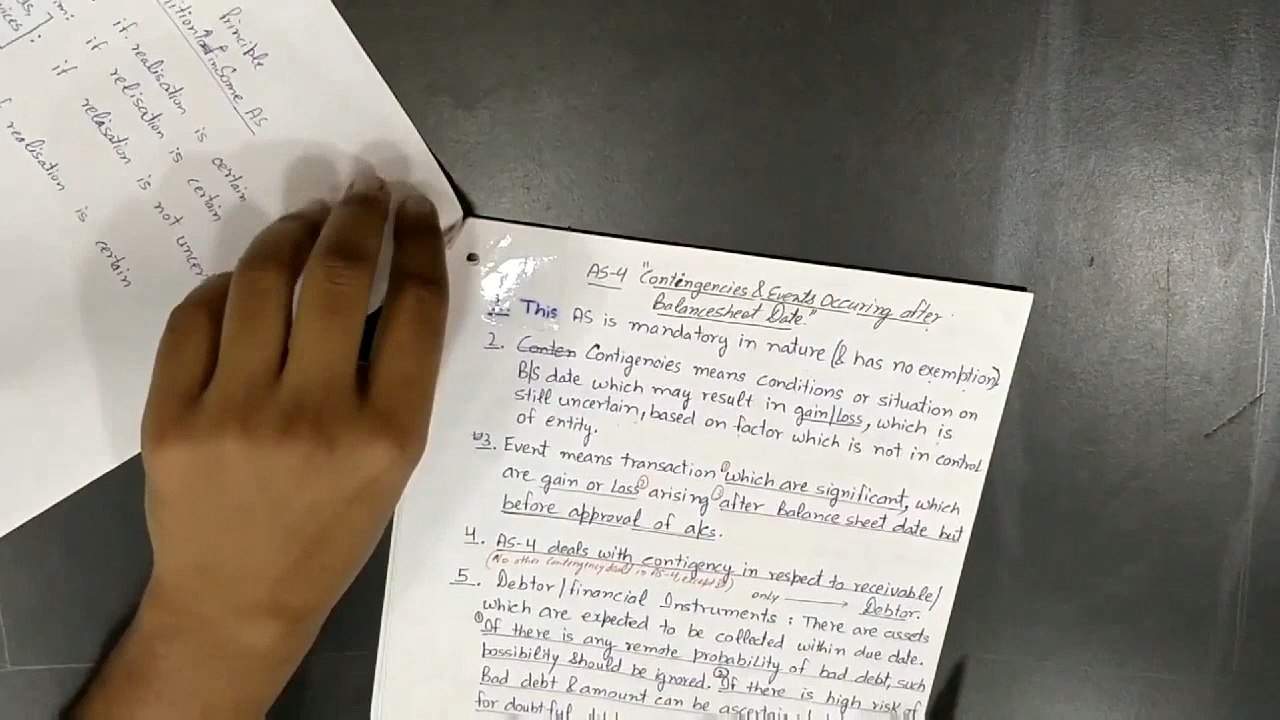 Principle
Some AS
if realisation is certain
if relisation is certain
if relasation is not uncer
realisation is certain
AS-4 "Contingencies & Events Occuring after
Balancesheet Date."
1. This AS is mandatory in nature (& has no exemption)
2. Conten Contigencies means conditions or situation on
B/S date which may result in gain/Loss, which is
still uncertain, based on factor which is not in control
of entity.
3. Event means transaction ① which are significant, which
are gain or Loss ② arising ③ after balance sheet date but
before approval of a/cs.
4. AS-4 deals with contigency in respect to receivable/
only → Debtor.
5. Debtor/financial Instruments : There are assets
which are expected to be collected within due date.
① If there is any remote probability of bad debt, such
possibility should be ignored. ② If there is high risk of
Bad debt & amount can be
for doubtful